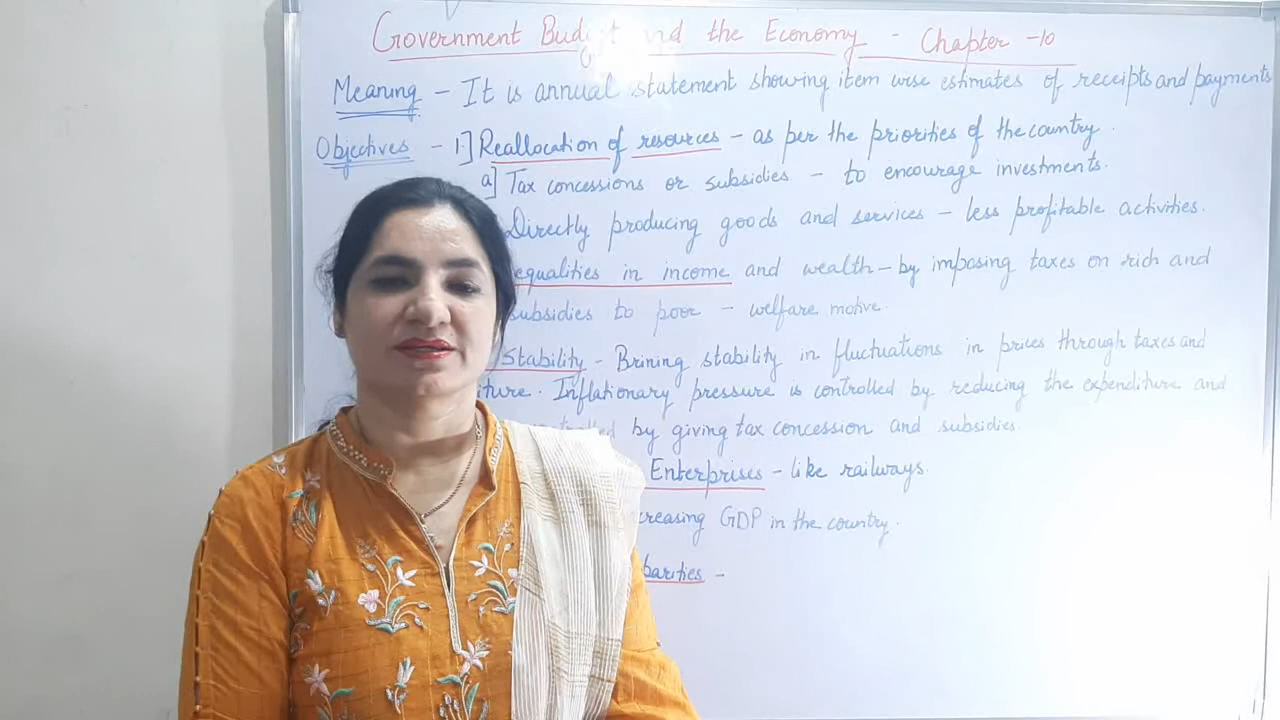 Government Budget and the Economy - Chapter -10
Meaning - It is annual statement showing item wise estimates of receipts and payments
Objectives - 1] Reallocation of resources - as per the priorities of the country.
a] Tax concessions or subsidies - to encourage investments.
Directly producing goods and services - less profitable activities.
equalities in income and wealth - by imposing taxes on rich and
subsidies to poor - welfare motive.
Stability - Brining stability in fluctuations in prices through taxes and
iture. Inflationary pressure is controlled by reducing the expenditure and
trolled by giving tax concession and subsidies.
Enterprises - like railways.
creasing GDP in the country.
parities -